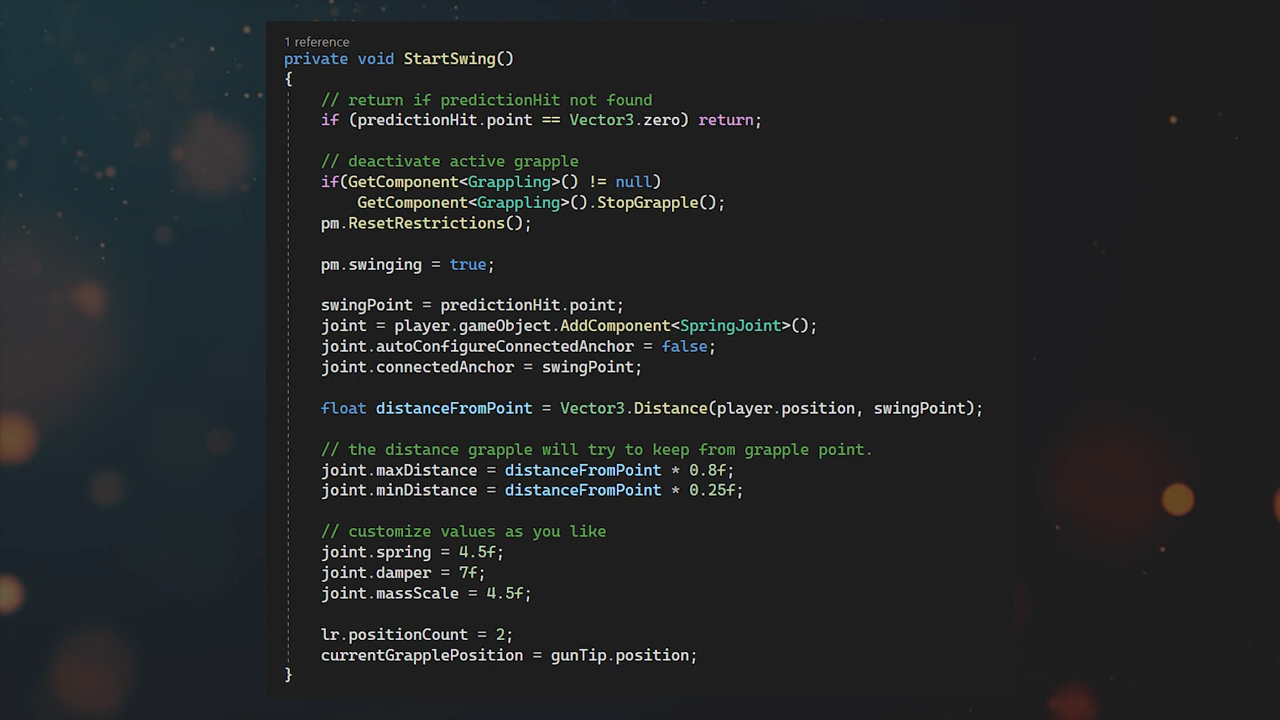 1 reference
private void StartSwing()
{
// return if predictionHit not found
if (predictionHit.point == Vector3.zero) return;
// deactivate active grapple
if(GetComponent<Grappling>() != null)
GetComponent<Grappling>().StopGrapple();
pm.ResetRestrictions();
pm.swinging = true;
swingPoint = predictionHit.point;
joint = player.gameObject.AddComponent<SpringJoint>();
joint.autoConfigureConnectedAnchor = false;
joint.connectedAnchor = swingPoint;
float distanceFromPoint = Vector3.Distance(player.position, swingPoint);
// the distance grapple will try to keep from grapple point.
joint.maxDistance = distanceFromPoint * 0.8f;
joint.minDistance = distanceFromPoint * 0.25f;
// customize values as you like
joint.spring = 4.5f;
joint.damper = 7f;
joint.massScale = 4.5f;
lr.positionCount = 2;
currentGrapplePosition = gunTip.position;
}